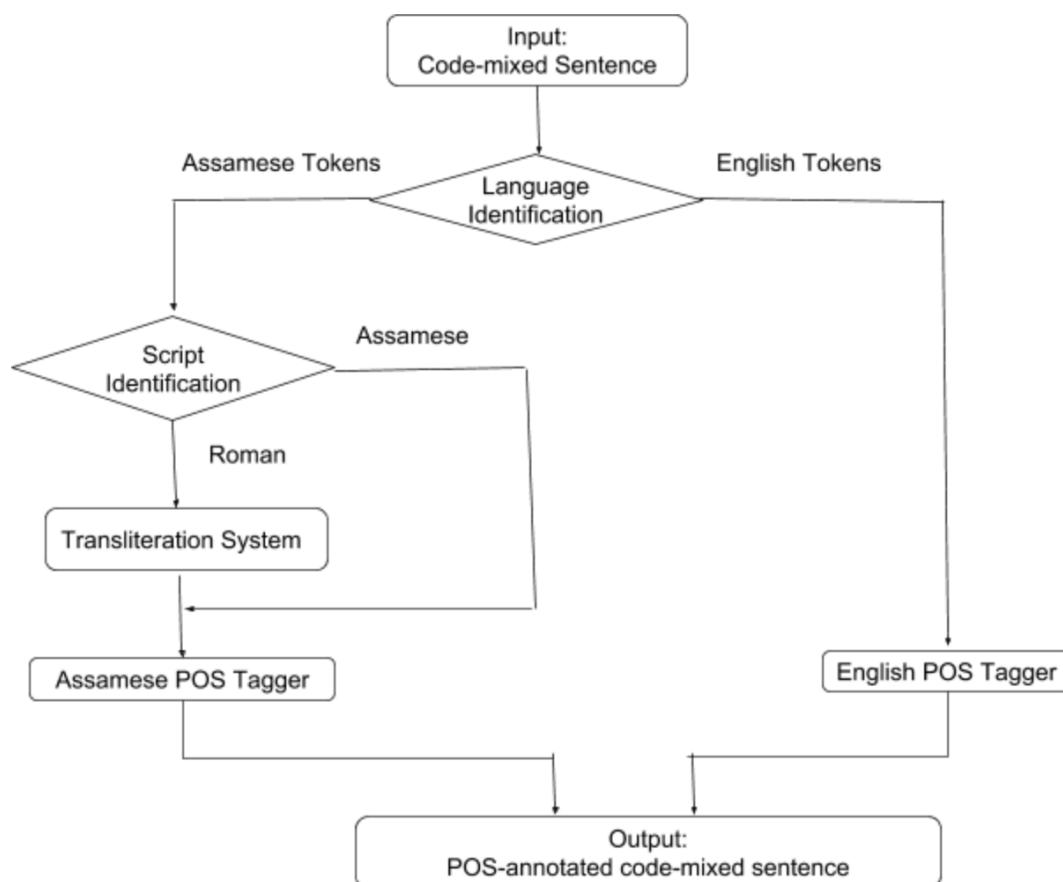 Input:
Code-mixed Sentence
Assamese Tokens
English Tokens
Language
Identification
Assamese
Script
Identification
Roman
Transliteration System
Assamese POS Tagger
English POS Tagger
Output:
POS-annotated code-mixed sentence